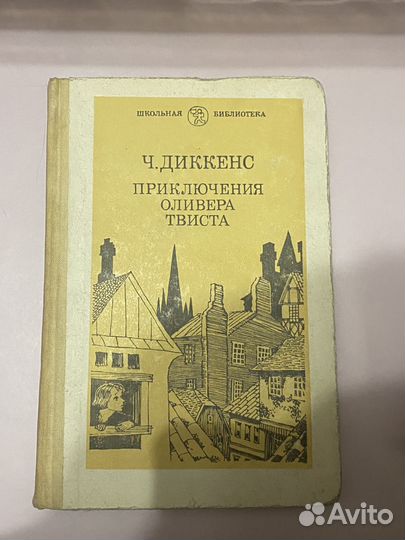 ШКОЛЬНАЯ БИБЛИОТЕКА
Ч. ДИККЕНС
ПРИКЛЮЧЕНИЯ
ОЛИВЕРА
ТВИСТА
Avito